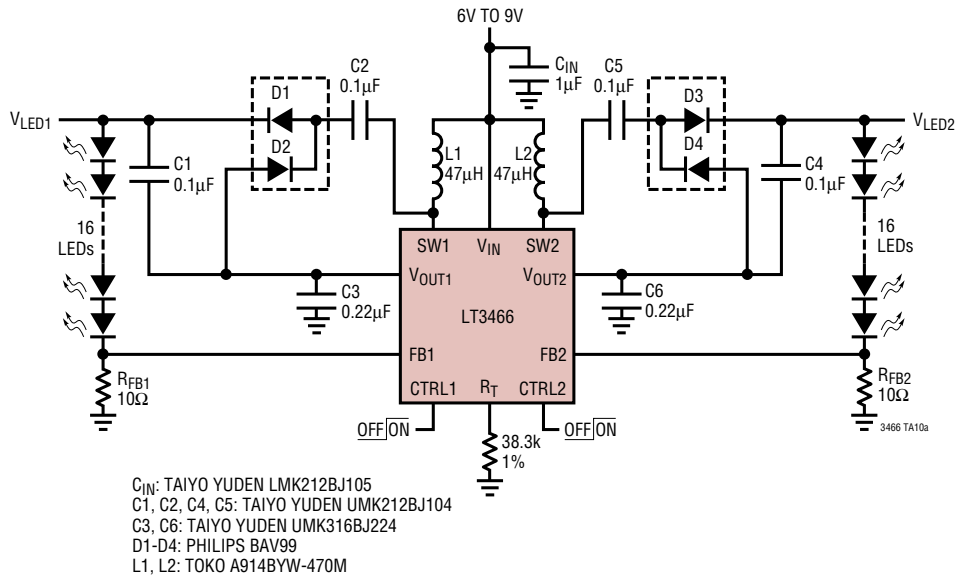 6V TO 9V
C2
0.1µF
D1
D2
CIN
1µF
C5
0.1µF
D3
D4
VLED1
VLED2
C1
0.1µF
L1
47µH
L2
47µH
C4
0.1µF
16
LEDs
16
LEDs
SW1
VIN
SW2
VOUT1
VOUT2
C3
0.22µF
C6
0.22µF
LT3466
FB1
FB2
CTRL1
RT
CTRL2
RFB1
10Ω
RFB2
10Ω
OFF ON
OFF ON
38.3k
1%
3466 TA10a
CIN: TAIYO YUDEN LMK212BJ105
C1, C2, C4, C5: TAIYO YUDEN UMK212BJ104
C3, C6: TAIYO YUDEN UMK316BJ224
D1-D4: PHILIPS BAV99
L1, L2: TOKO A914BYW-470M